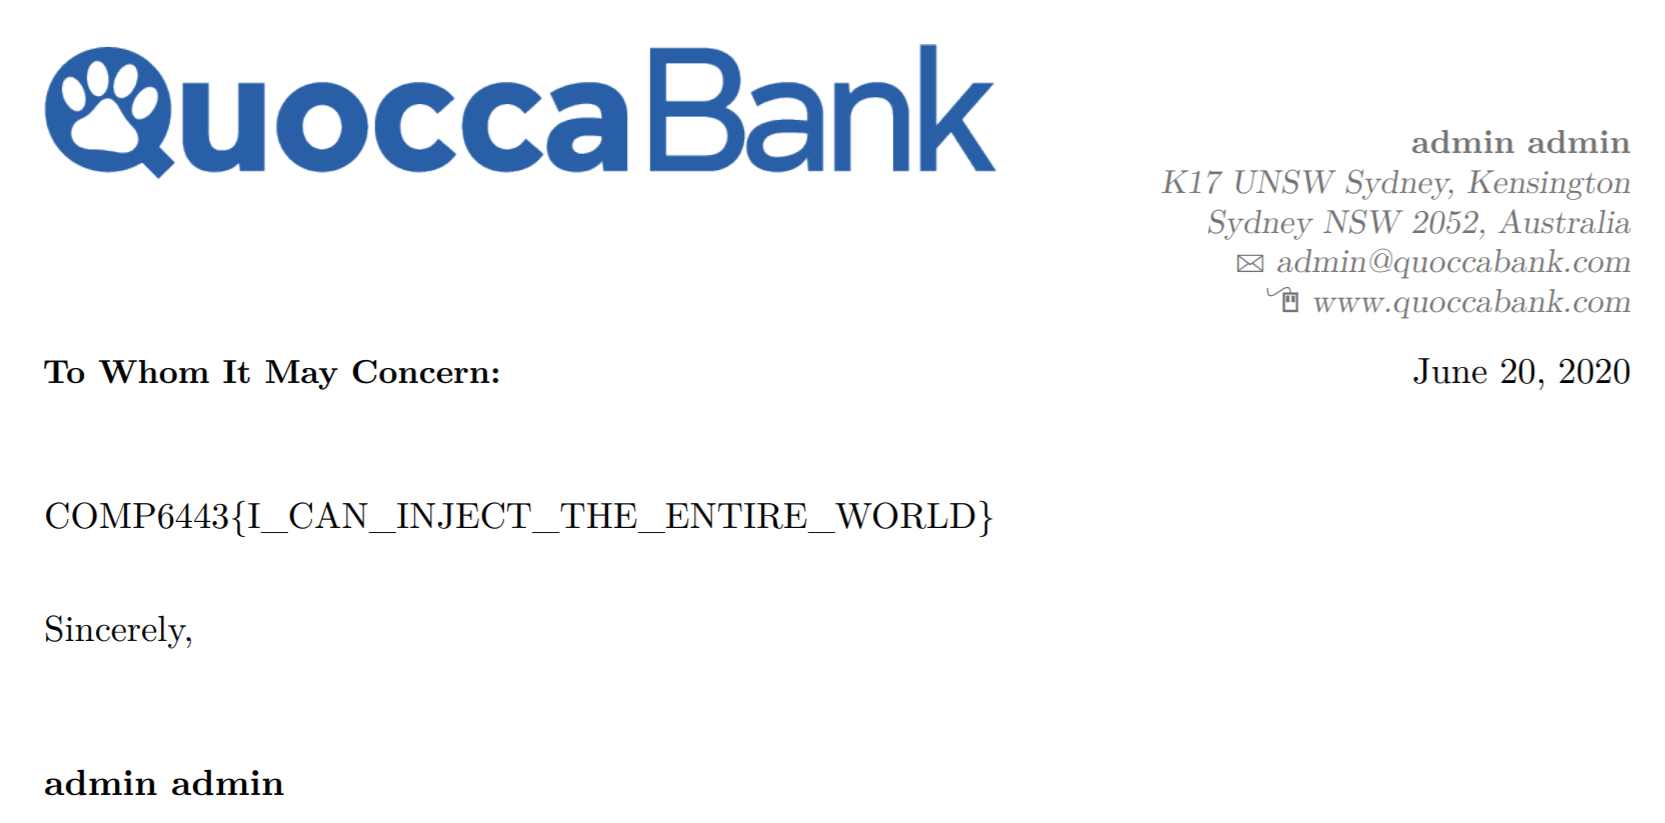 QuoccaBank
admin admin
K17 UNSW Sydney, Kensington
Sydney NSW 2052, Australia
✉ admin@quoccabank.com
🖰 www.quoccabank.com
To Whom It May Concern:
June 20, 2020
COMP6443{I_CAN_INJECT_THE_ENTIRE_WORLD}
Sincerely,
admin admin